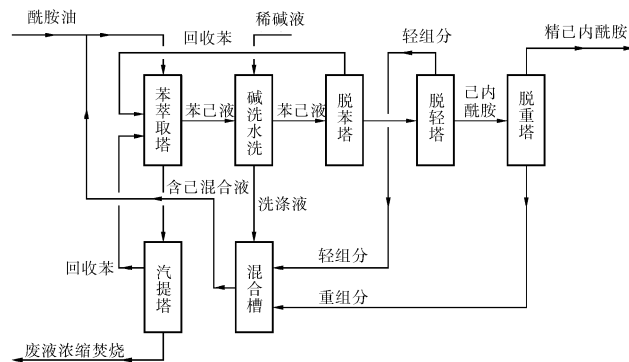 酰胺油
回收苯
稀碱液
轻组分
精己内酰胺
苯萃取塔
苯己液
碱洗水洗
苯己液
脱苯塔
脱轻塔
己内
酰胺
脱重塔
含己混合液
洗涤液
回收苯
汽提塔
混合槽
轻组分
重组分
废液浓缩焚烧